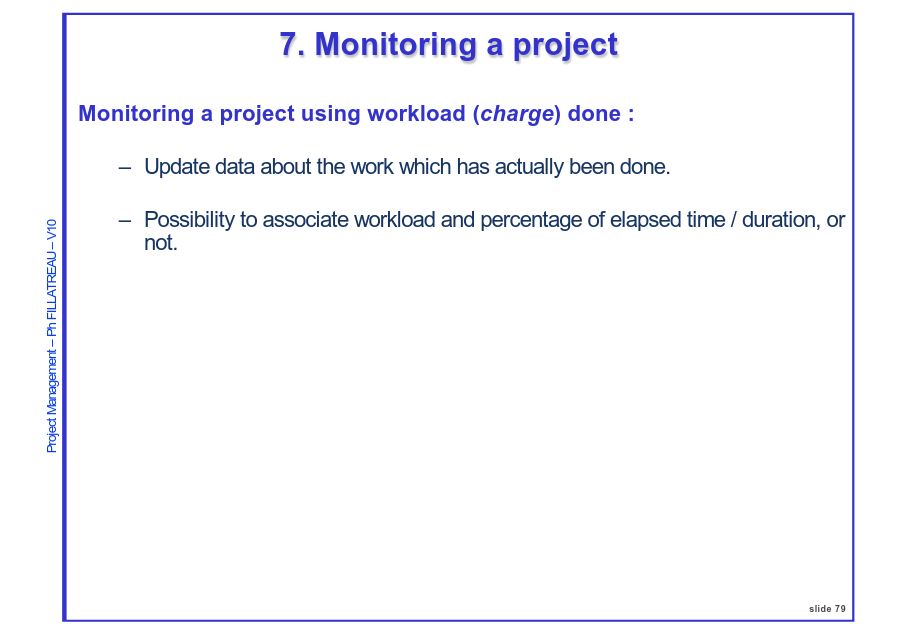 7. Monitoring a project
Monitoring a project using workload (charge) done :
– Update data about the work which has actually been done.
– Possibility to associate workload and percentage of elapsed time / duration, or
not.
Project Management – Ph FILLATREAU – V10
slide 79